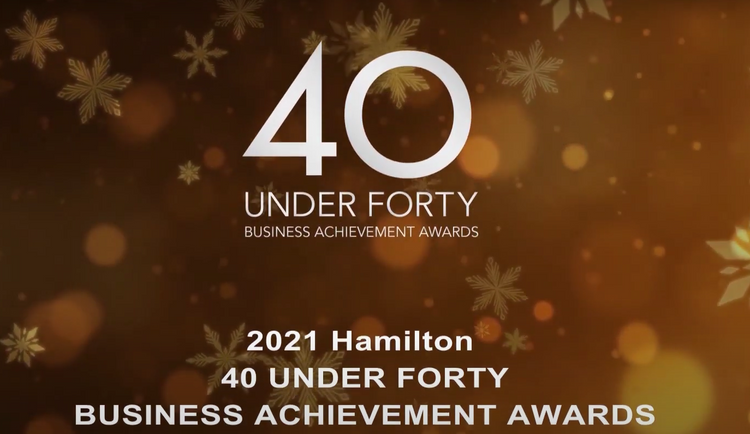 40
UNDER FORTY
BUSINESS ACHIEVEMENT AWARDS
2021 Hamilton
40 UNDER FORTY
BUSINESS ACHIEVEMENT AWARDS